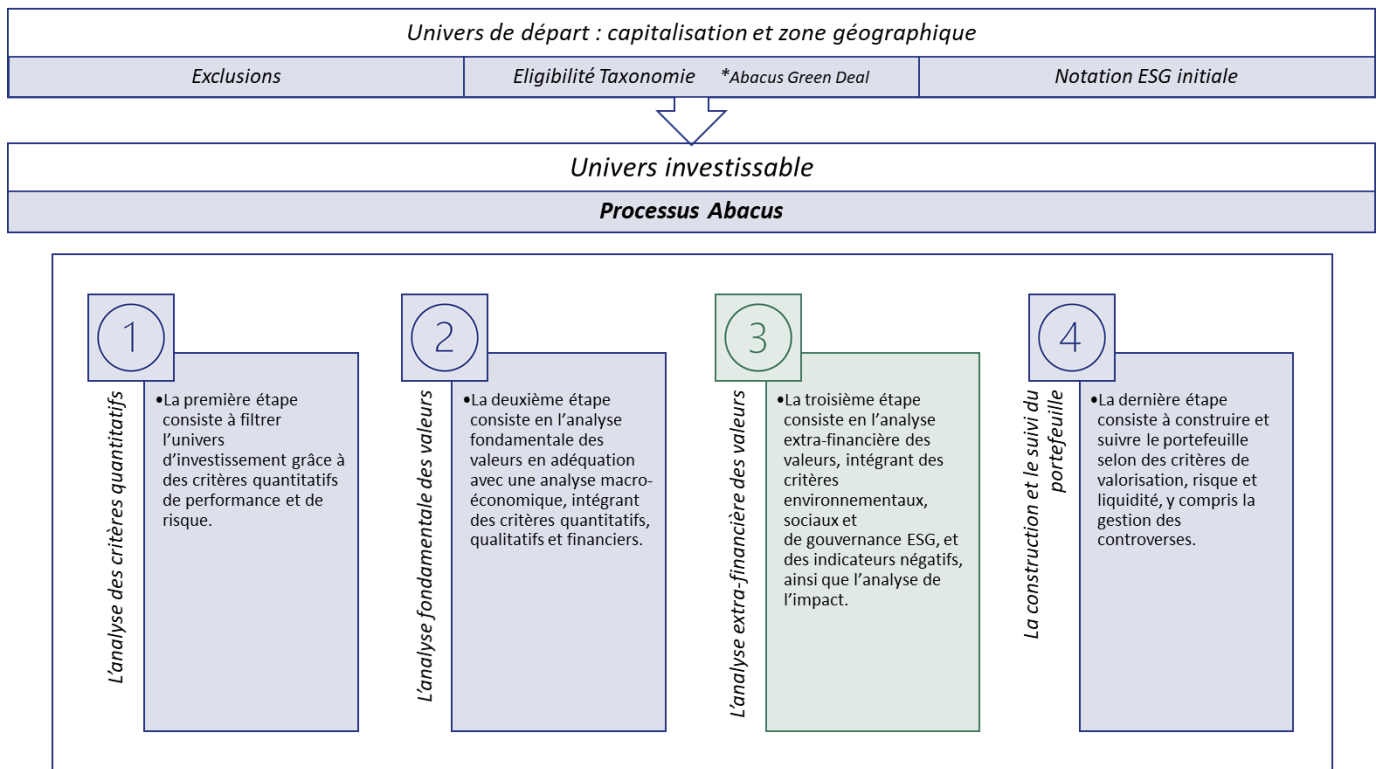 Univers de départ : capitalisation et zone géographique
Exclusions
Eligibilité Taxonomie *Abacus Green Deal
Notation ESG initiale
Univers investissable
Processus Abacus
1
L'analyse des critères quantitatifs
•La première étape
consiste à filtrer
l'univers
d'investissement grâce à
des critères quantitatifs
de performance et de
risque.
2
L'analyse fondamentale des valeurs
•La deuxième étape
consiste en l'analyse
fondamentale des
valeurs en adéquation
avec une analyse macro-
économique, intégrant
des critères quantitatifs,
qualitatifs et financiers.
3
L'analyse extra-financière des valeurs
•La troisième étape
consiste en l'analyse
extra-financière des
valeurs, intégrant des
critères
environnementaux,
sociaux et
de gouvernance ESG, et
des indicateurs négatifs,
ainsi que l'analyse de
l'impact.
4
La construction et le suivi du
portefeuille
•La dernière étape
consiste à construire et
suivre le portefeuille
selon des critères de
valorisation, risque et
liquidité, y compris la
gestion des
controverses.